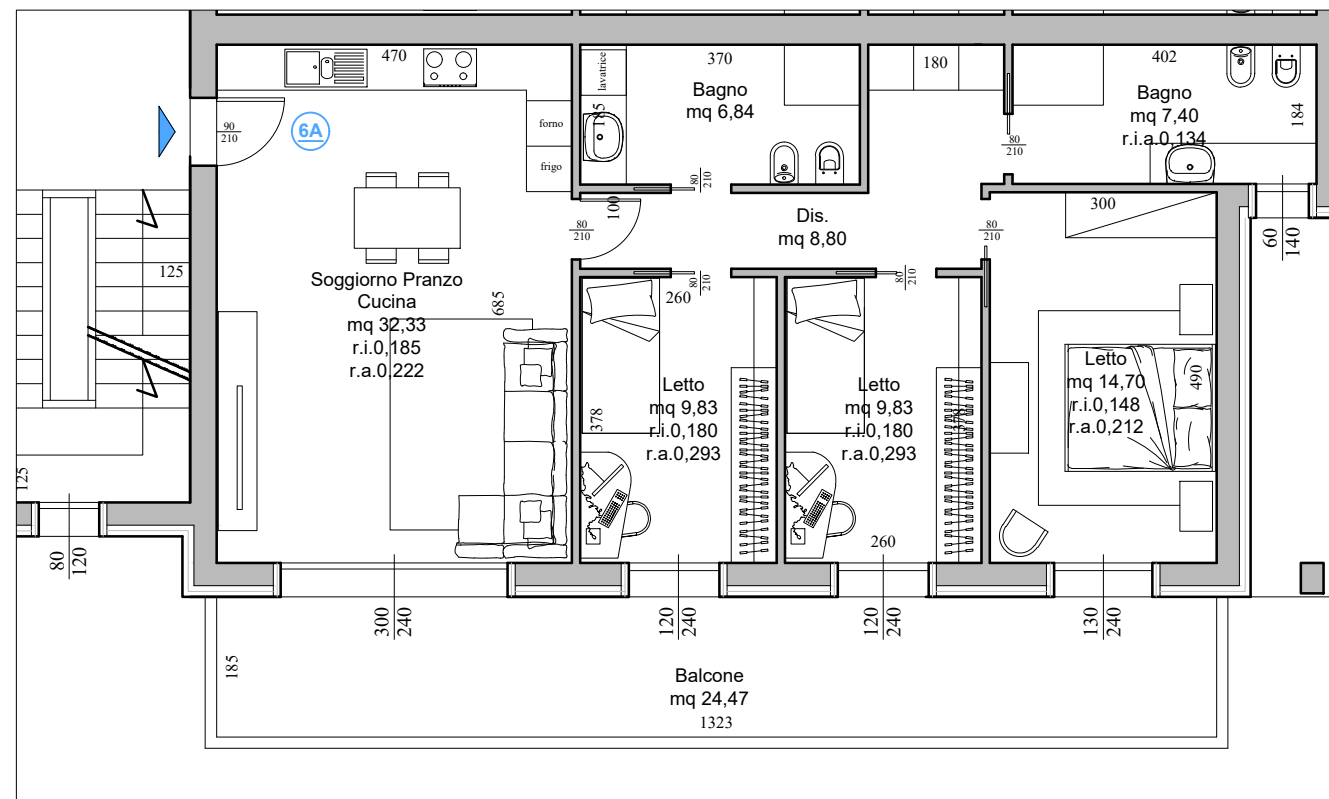 470
lavatrice
370
180
402
Bagno
mq 6,84
185
Bagno
mq 7,40
r.i.a.0,134
184
90
210
6A
forno
frigo
80
210
80
210
100
80
210
Dis.
mq 8,80
80
210
300
60
140
125
Soggiorno Pranzo
Cucina
mq 32,33
r.i.0,185
r.a.0,222
685
260
80
210
80
210
Letto
mq 9,83
r.i.0,180
r.a.0,293
378
Letto
mq 9,83
r.i.0,180
r.a.0,293
378
Letto
mq 14,70
r.i.0,148
r.a.0,212
490
125
260
80
120
300
240
120
240
120
240
130
240
185
Balcone
mq 24,47
1323